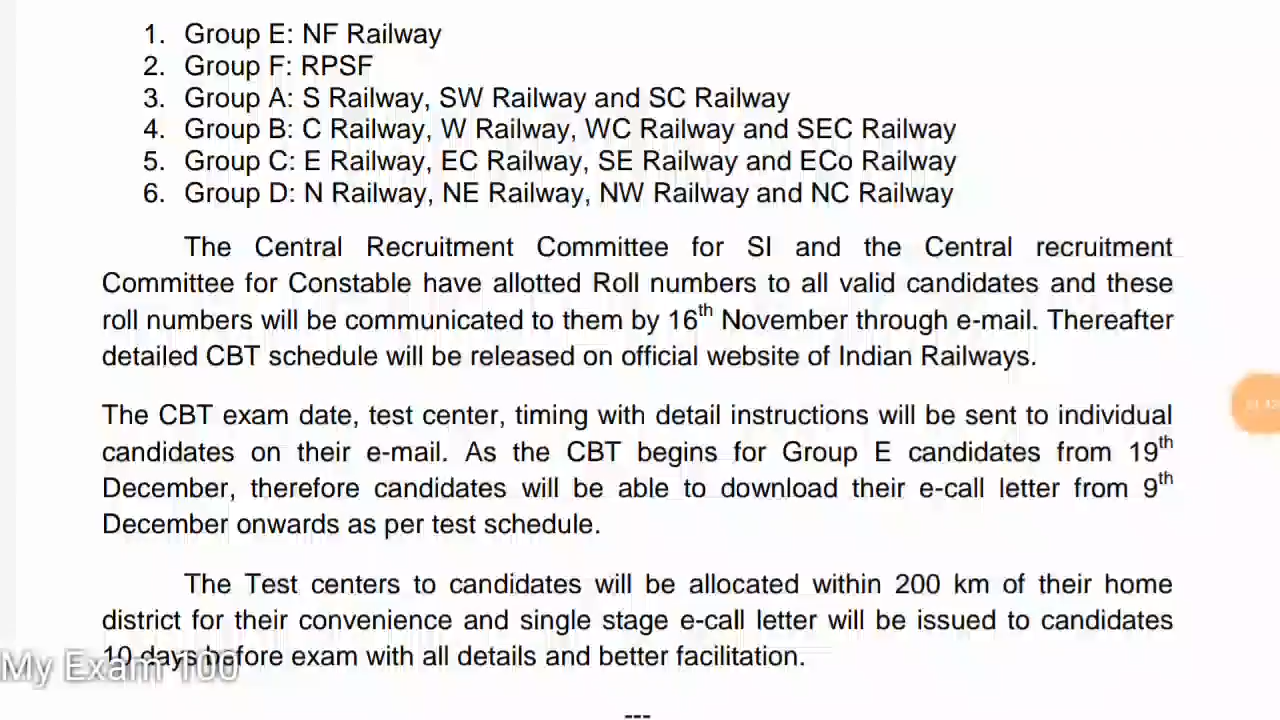 1. Group E: NF Railway
2. Group F: RPSF
3. Group A: S Railway, SW Railway and SC Railway
4. Group B: C Railway, W Railway, WC Railway and SEC Railway
5. Group C: E Railway, EC Railway, SE Railway and ECo Railway
6. Group D: N Railway, NE Railway, NW Railway and NC Railway
The Central Recruitment Committee for SI and the Central recruitment
Committee for Constable have allotted Roll numbers to all valid candidates and these
roll numbers will be communicated to them by 16th November through e-mail. Thereafter
detailed CBT schedule will be released on official website of Indian Railways.
The CBT exam date, test center, timing with detail instructions will be sent to individual
candidates on their e-mail. As the CBT begins for Group E candidates from 19th
December, therefore candidates will be able to download their e-call letter from 9th
December onwards as per test schedule.
The Test centers to candidates will be allocated within 200 km of their home
district for their convenience and single stage e-call letter will be issued to candidates
10 days before exam with all details and better facilitation.
My Exam 100
---